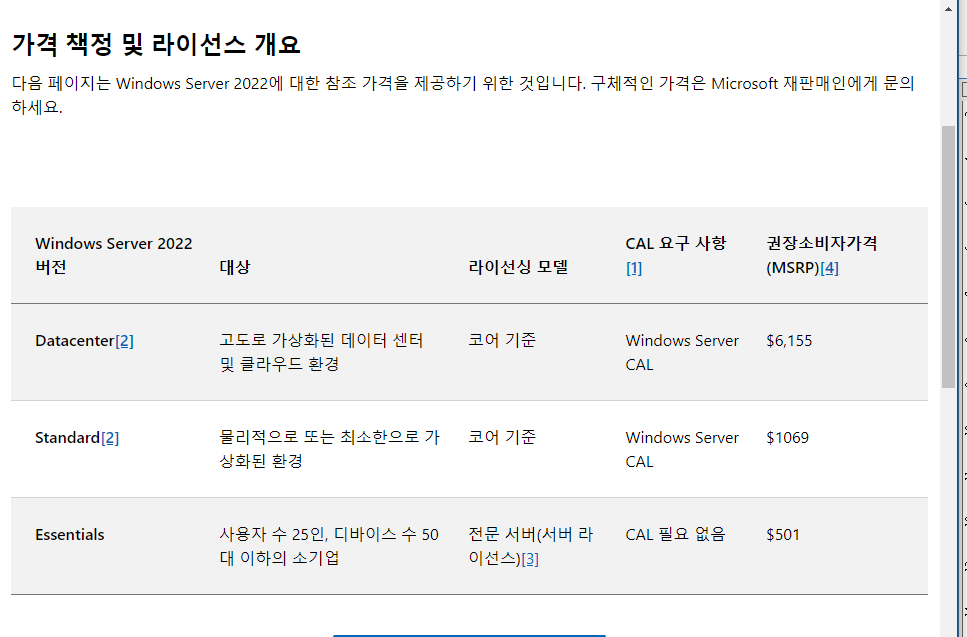 가격 책정 및 라이선스 개요
다음 페이지는 Windows Server 2022에 대한 참조 가격을 제공하기 위한 것입니다. 구체적인 가격은 Microsoft 재판매인에게 문의
하세요.
Windows Server 2022
버전
대상
라이선싱 모델
CAL 요구 사항
[1]
권장소비자가격
(MSRP)[4]
Datacenter[2]
고도로 가상화된 데이터 센터
및 클라우드 환경
코어 기준
Windows Server
CAL
$6,155
Standard[2]
물리적으로 또는 최소한으로 가
상화된 환경
코어 기준
Windows Server
CAL
$1069
Essentials
사용자 수 25인, 디바이스 수 50
대 이하의 소기업
전문 서버(서버 라
이선스)[3]
CAL 필요 없음
$501